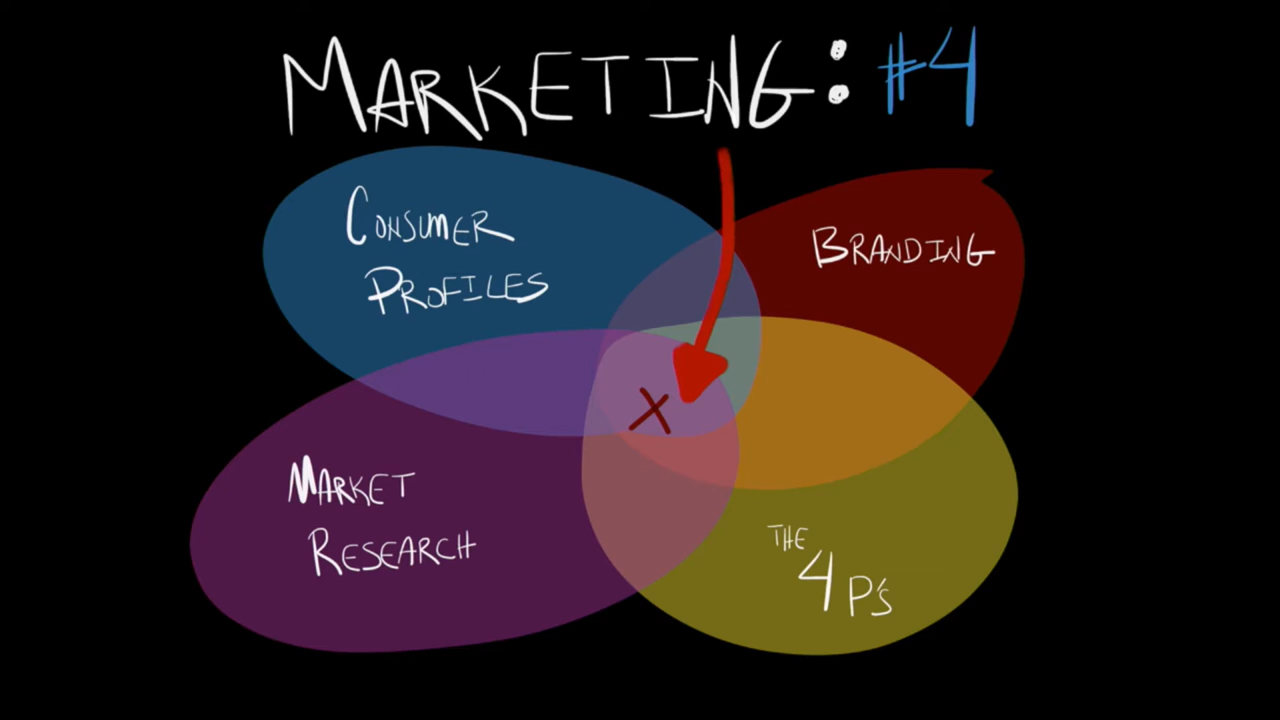 MARKETING: #4
CONSUMER
PROFILES
BRANDING
X
MARKET
RESEARCH
THE
4 P's